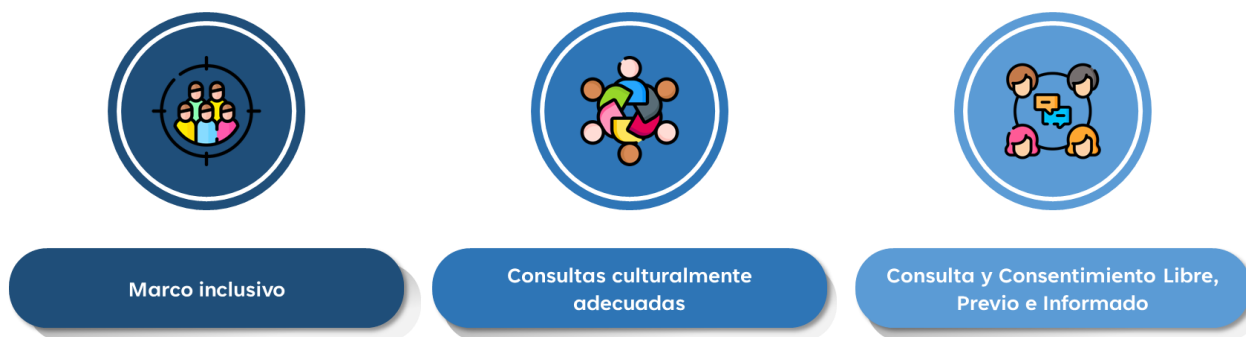 Marco inclusivo
Consultas culturalmente
adecuadas
Consulta y Consentimiento Libre,
Previo e Informado